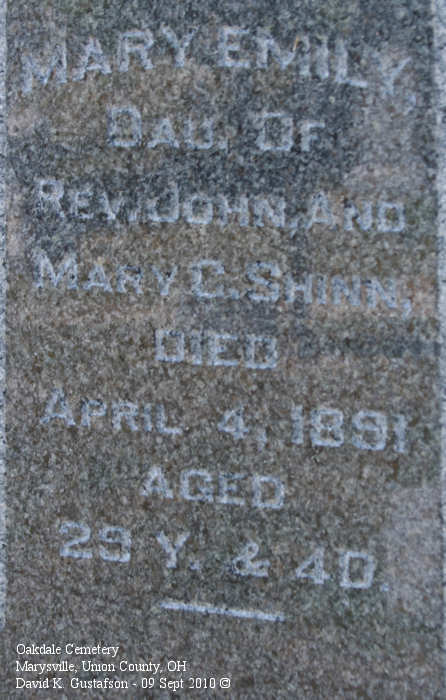 MARY EMILY,
DAU. OF
REV. JOHN, AND
MARY C. SHINN,
DIED
APRIL 4, 1891
AGED
29 Y. & 4D.
Oakdale Cemetery
Marysville, Union County, OH
David K. Gustafson - 09 Sept 2010 ©